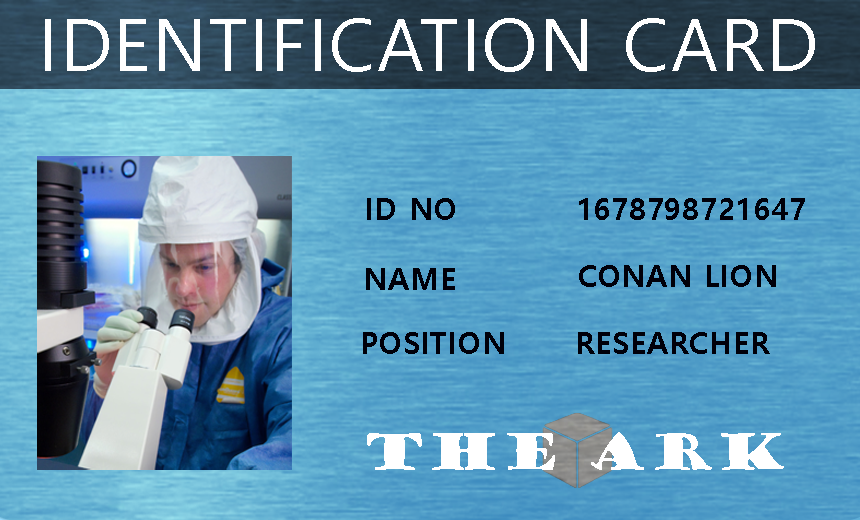 IDENTIFICATION CARD
ID NO 1678798721647
NAME CONAN LION
POSITION RESEARCHER
THE ARK